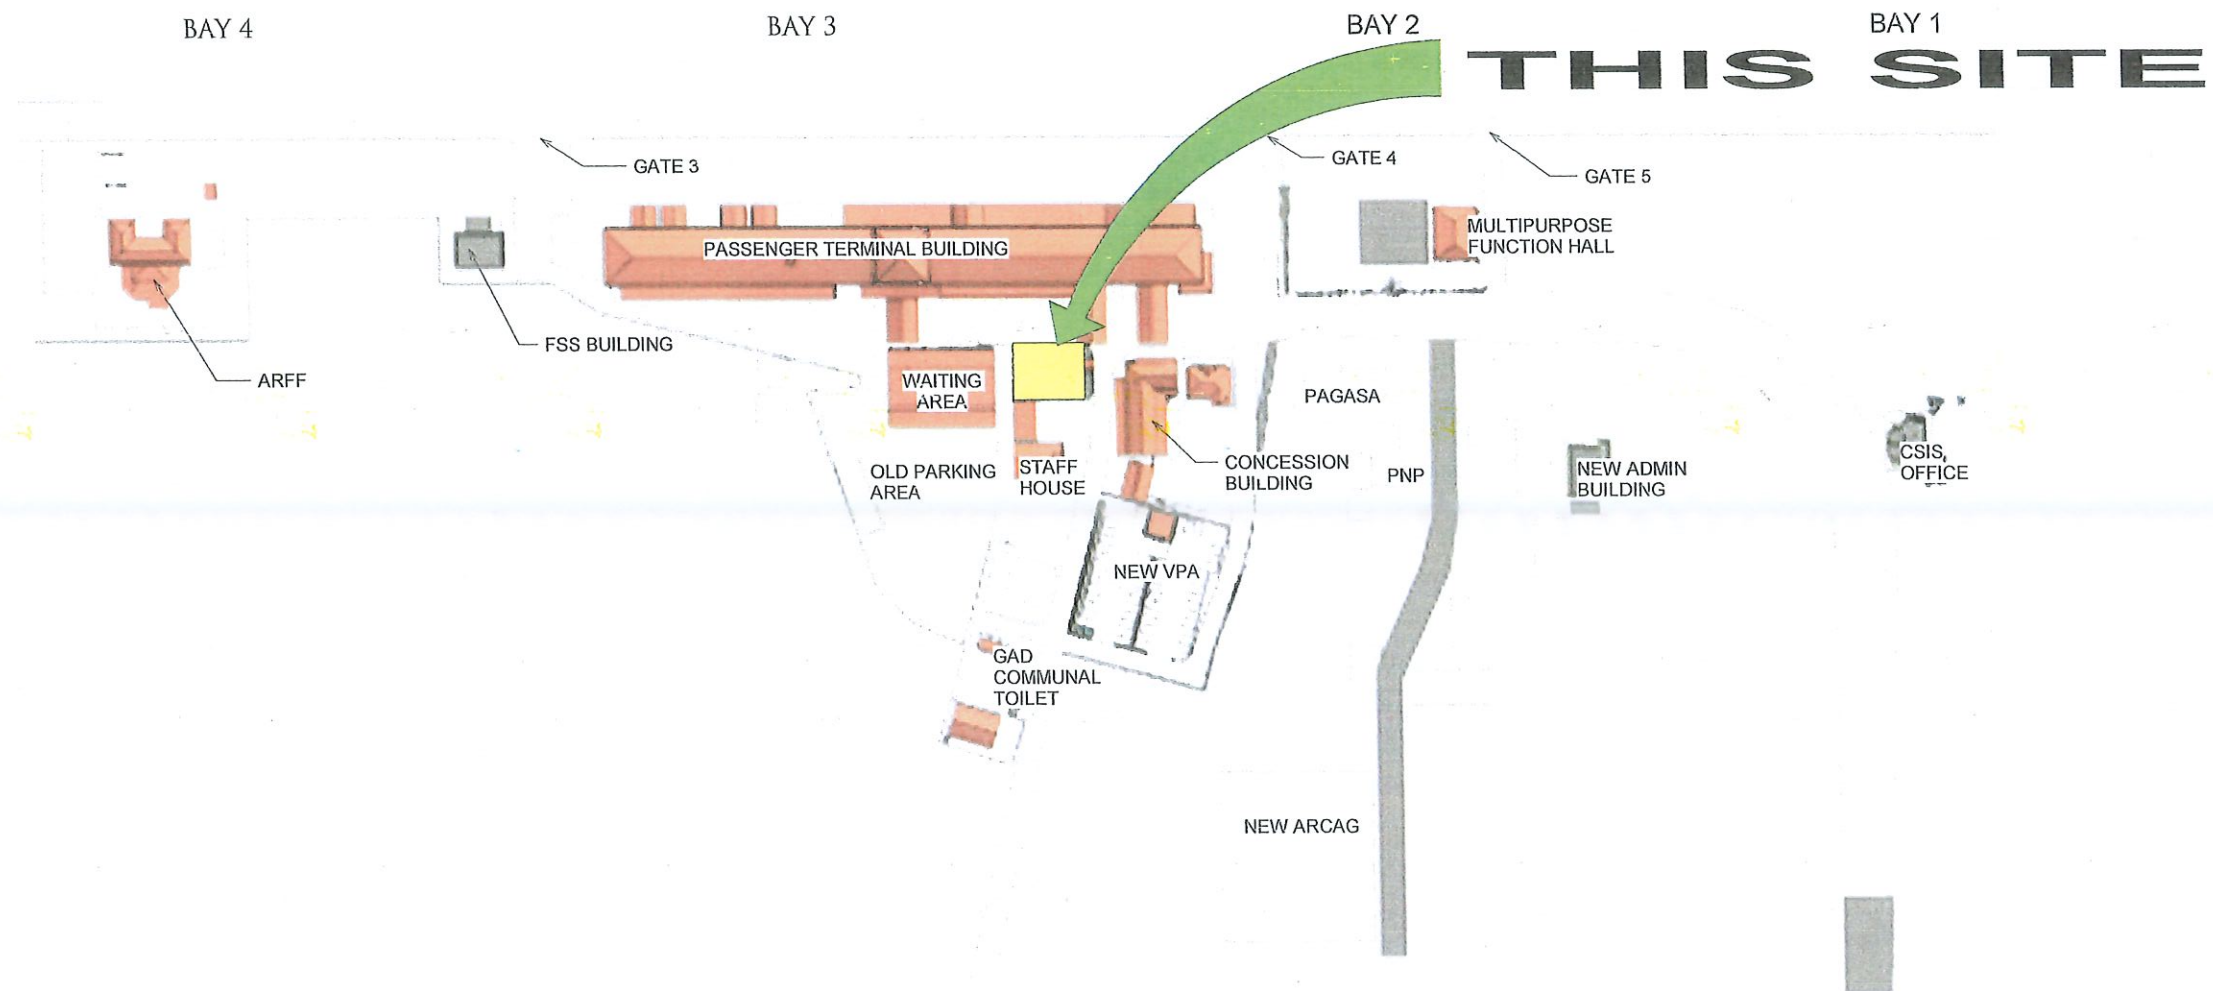 BAY 4
BAY 3
BAY 2
BAY 1
THIS SITE
GATE 3
GATE 4
GATE 5
MULTIPURPOSE
FUNCTION HALL
PASSENGER TERMINAL BUILDING
FSS BUILDING
ARFF
WAITING
AREA
PAGASA
OLD PARKING
AREA
STAFF
HOUSE
CONCESSION
BUILDING
PNP
NEW ADMIN
BUILDING
CSIS
OFFICE
NEW VPA
GAD
COMMUNAL
TOILET
NEW ARCAG